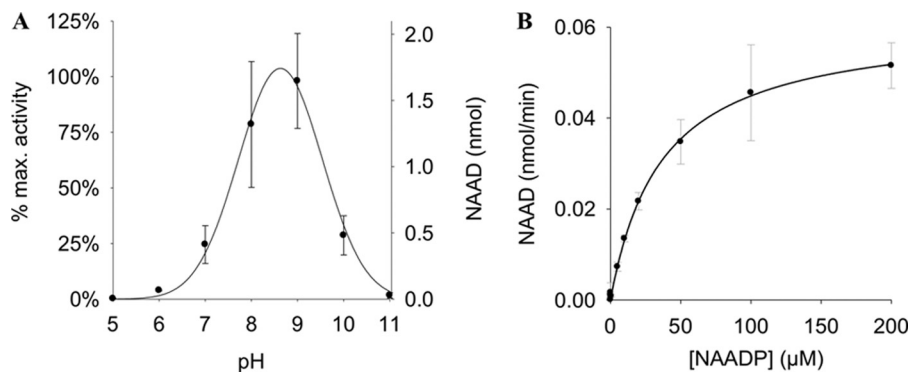 A
125%
100%
75%
50%
25%
0%
% max. activity
5 6 7 8 9 10 11
pH
2.0
1.5
1.0
0.5
0.0
NAAD (nmol)
B
0.06
0.04
0.02
0.00
NAAD (nmol/min)
0 50 100 150 200
[NAADP] (µM)